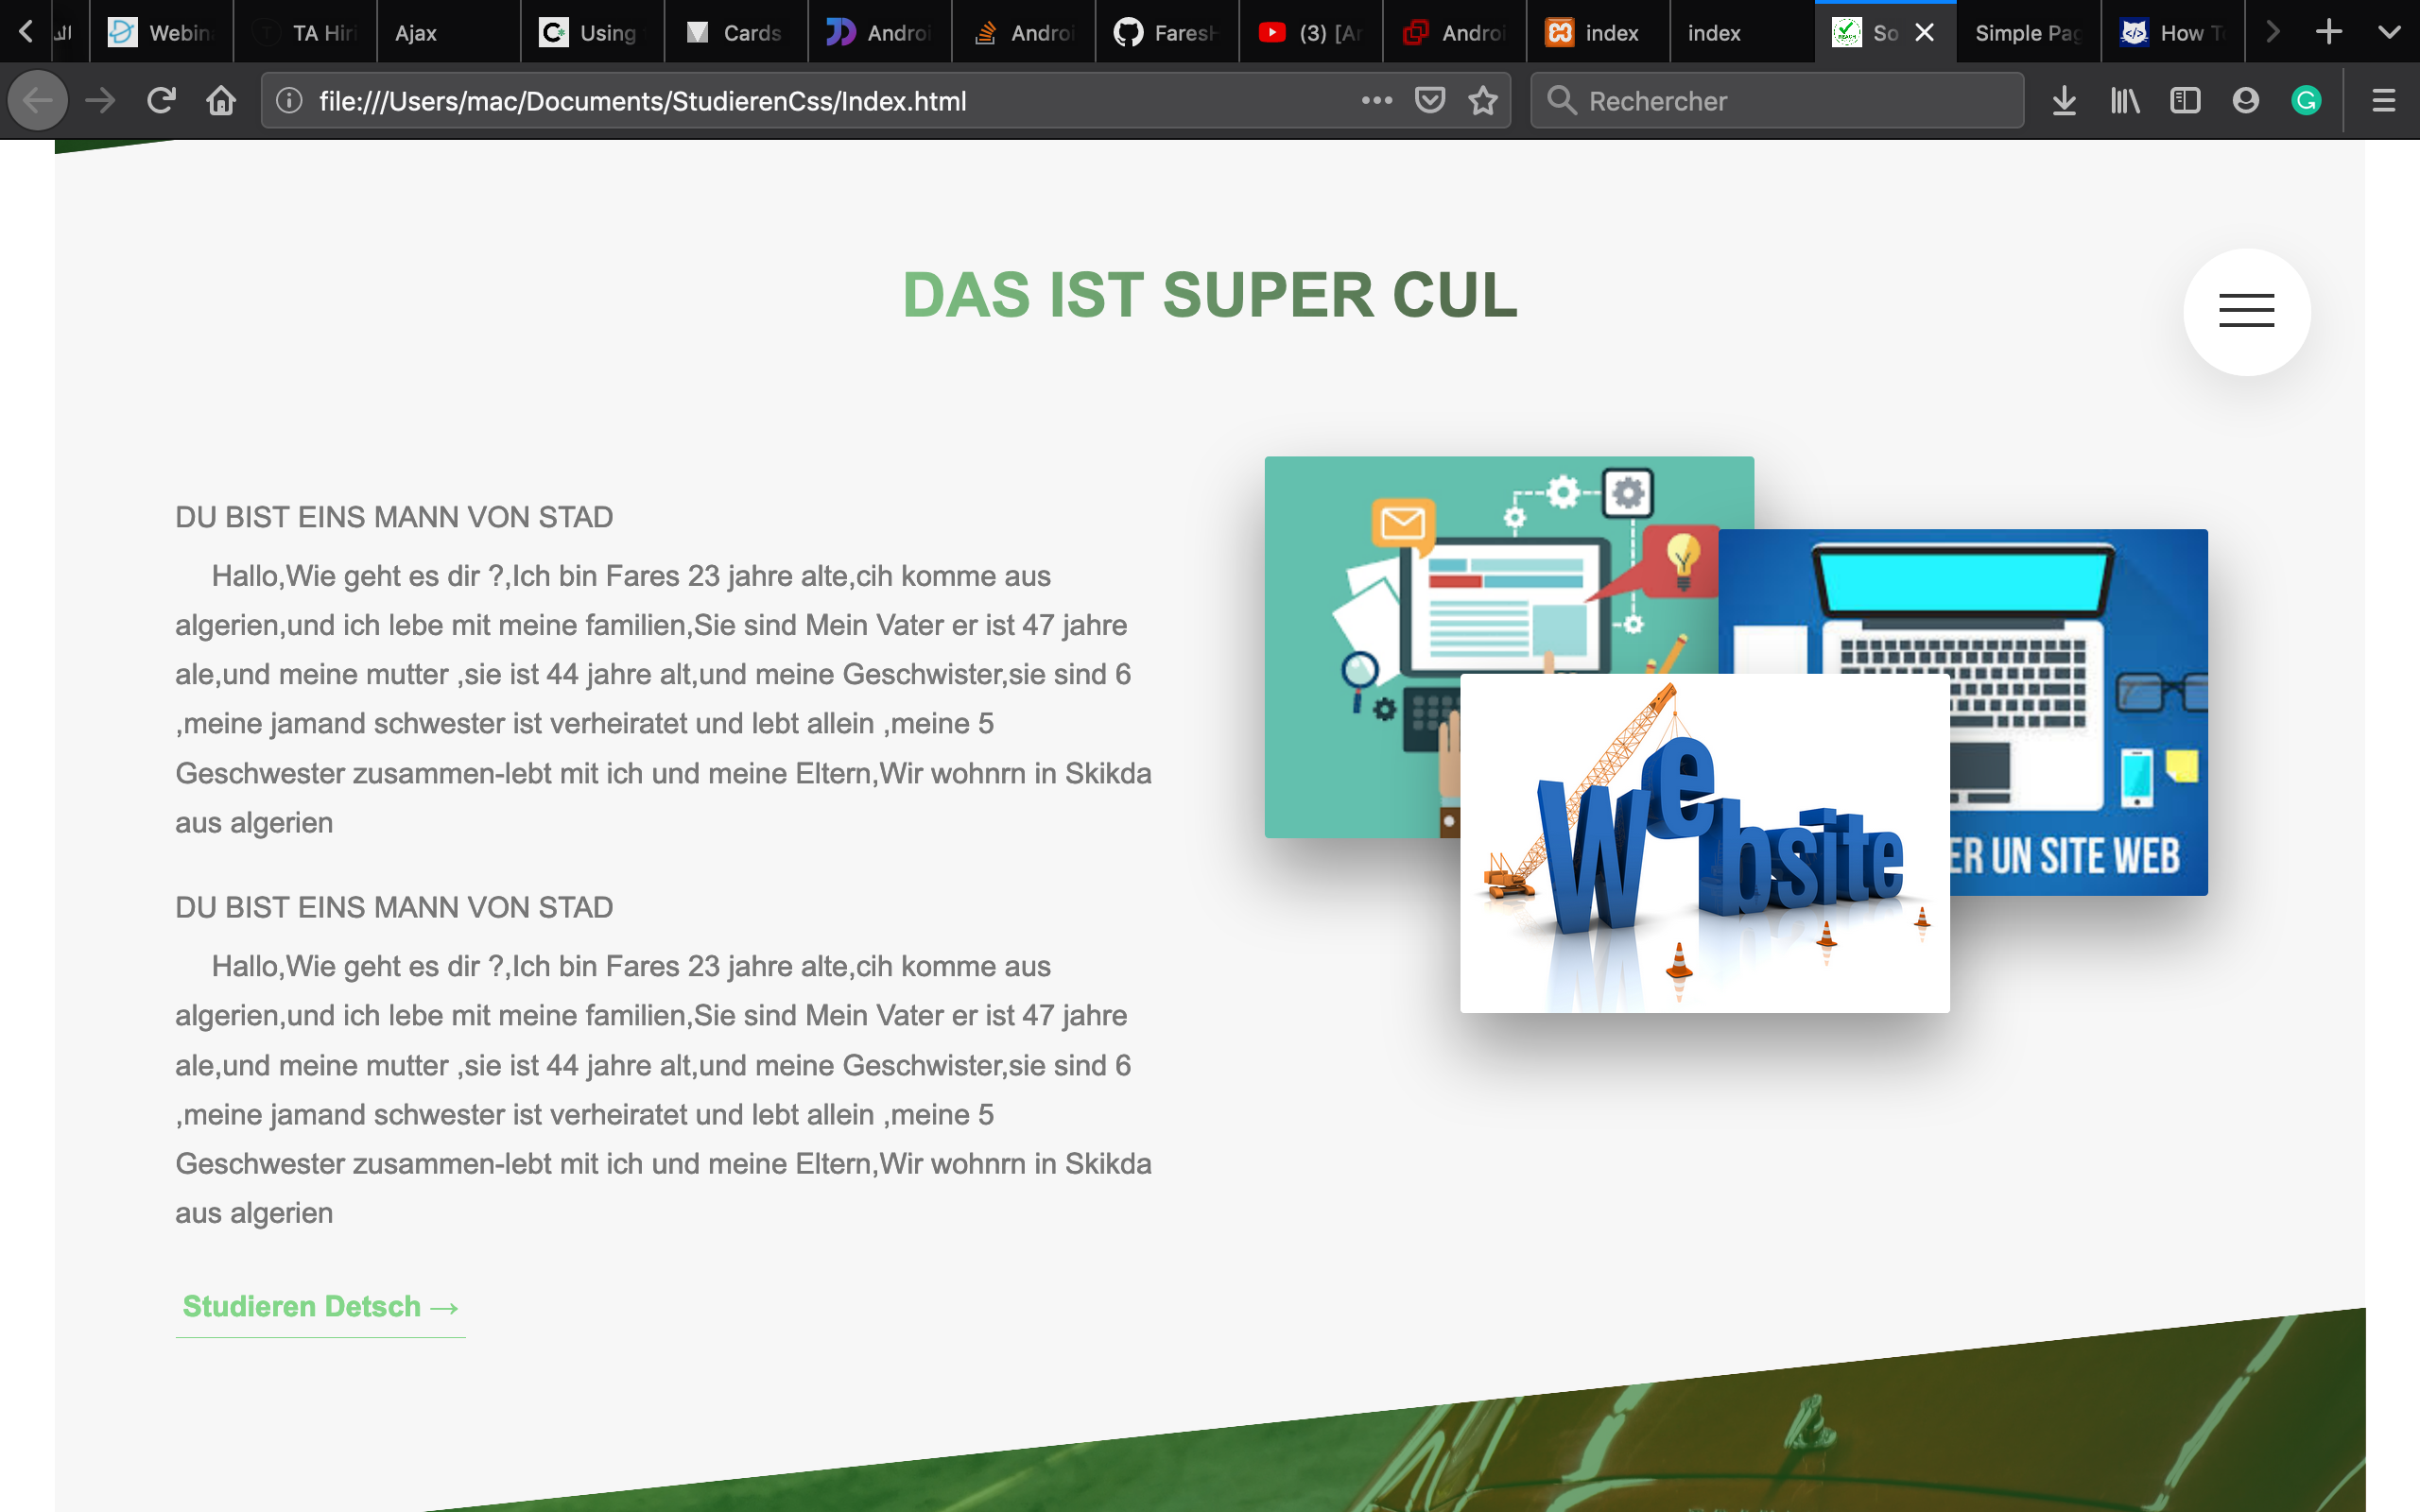 Webin
TA Hiri
Ajax
Using
Cards
Androi
Androi
FaresH
(3) [Ar
Androi
index
index
So
Simple Pag
How T
file:///Users/mac/Documents/StudierenCss/Index.html
Rechercher
DAS IST SUPER CUL
DU BIST EINS MANN VON STAD
Hallo,Wie geht es dir ?,Ich bin Fares 23 jahre alte,cih komme aus
algerien,und ich lebe mit meine familien,Sie sind Mein Vater er ist 47 jahre
ale,und meine mutter ,sie ist 44 jahre alt,und meine Geschwister,sie sind 6
,meine jamand schwester ist verheiratet und lebt allein ,meine 5
Geschwester zusammen-lebt mit ich und meine Eltern,Wir wohnrn in Skikda
aus algerien
DU BIST EINS MANN VON STAD
Hallo,Wie geht es dir ?,Ich bin Fares 23 jahre alte,cih komme aus
algerien,und ich lebe mit meine familien,Sie sind Mein Vater er ist 47 jahre
ale,und meine mutter ,sie ist 44 jahre alt,und meine Geschwister,sie sind 6
,meine jamand schwester ist verheiratet und lebt allein ,meine 5
Geschwester zusammen-lebt mit ich und meine Eltern,Wir wohnrn in Skikda
aus algerien
Studieren Detsch →
ER UN SITE WEB
Website